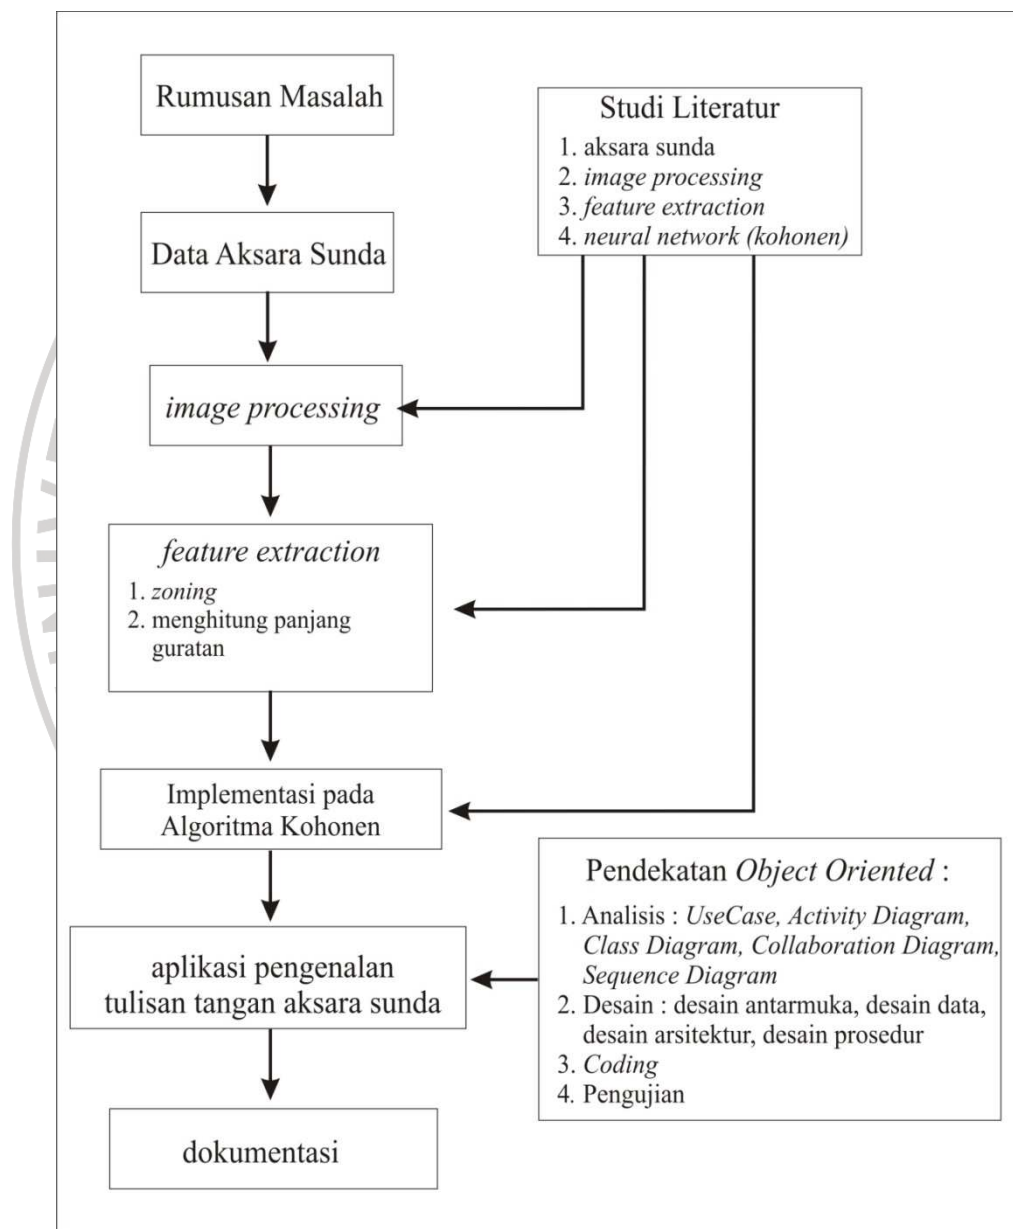 Rumusan Masalah
Studi Literatur
1. aksara sunda
2. image processing
3. feature extraction
4. neural network (kohonen)
Data Aksara Sunda
image processing
feature extraction
1. zoning
2. menghitung panjang
guratan
Implementasi pada
Algoritma Kohonen
Pendekatan Object Oriented :
1. Analisis : UseCase, Activity Diagram,
Class Diagram, Collaboration Diagram,
Sequence Diagram
2. Desain : desain antarmuka, desain data,
desain arsitektur, desain prosedur
3. Coding
4. Pengujian
aplikasi pengenalan
tulisan tangan aksara sunda
dokumentasi